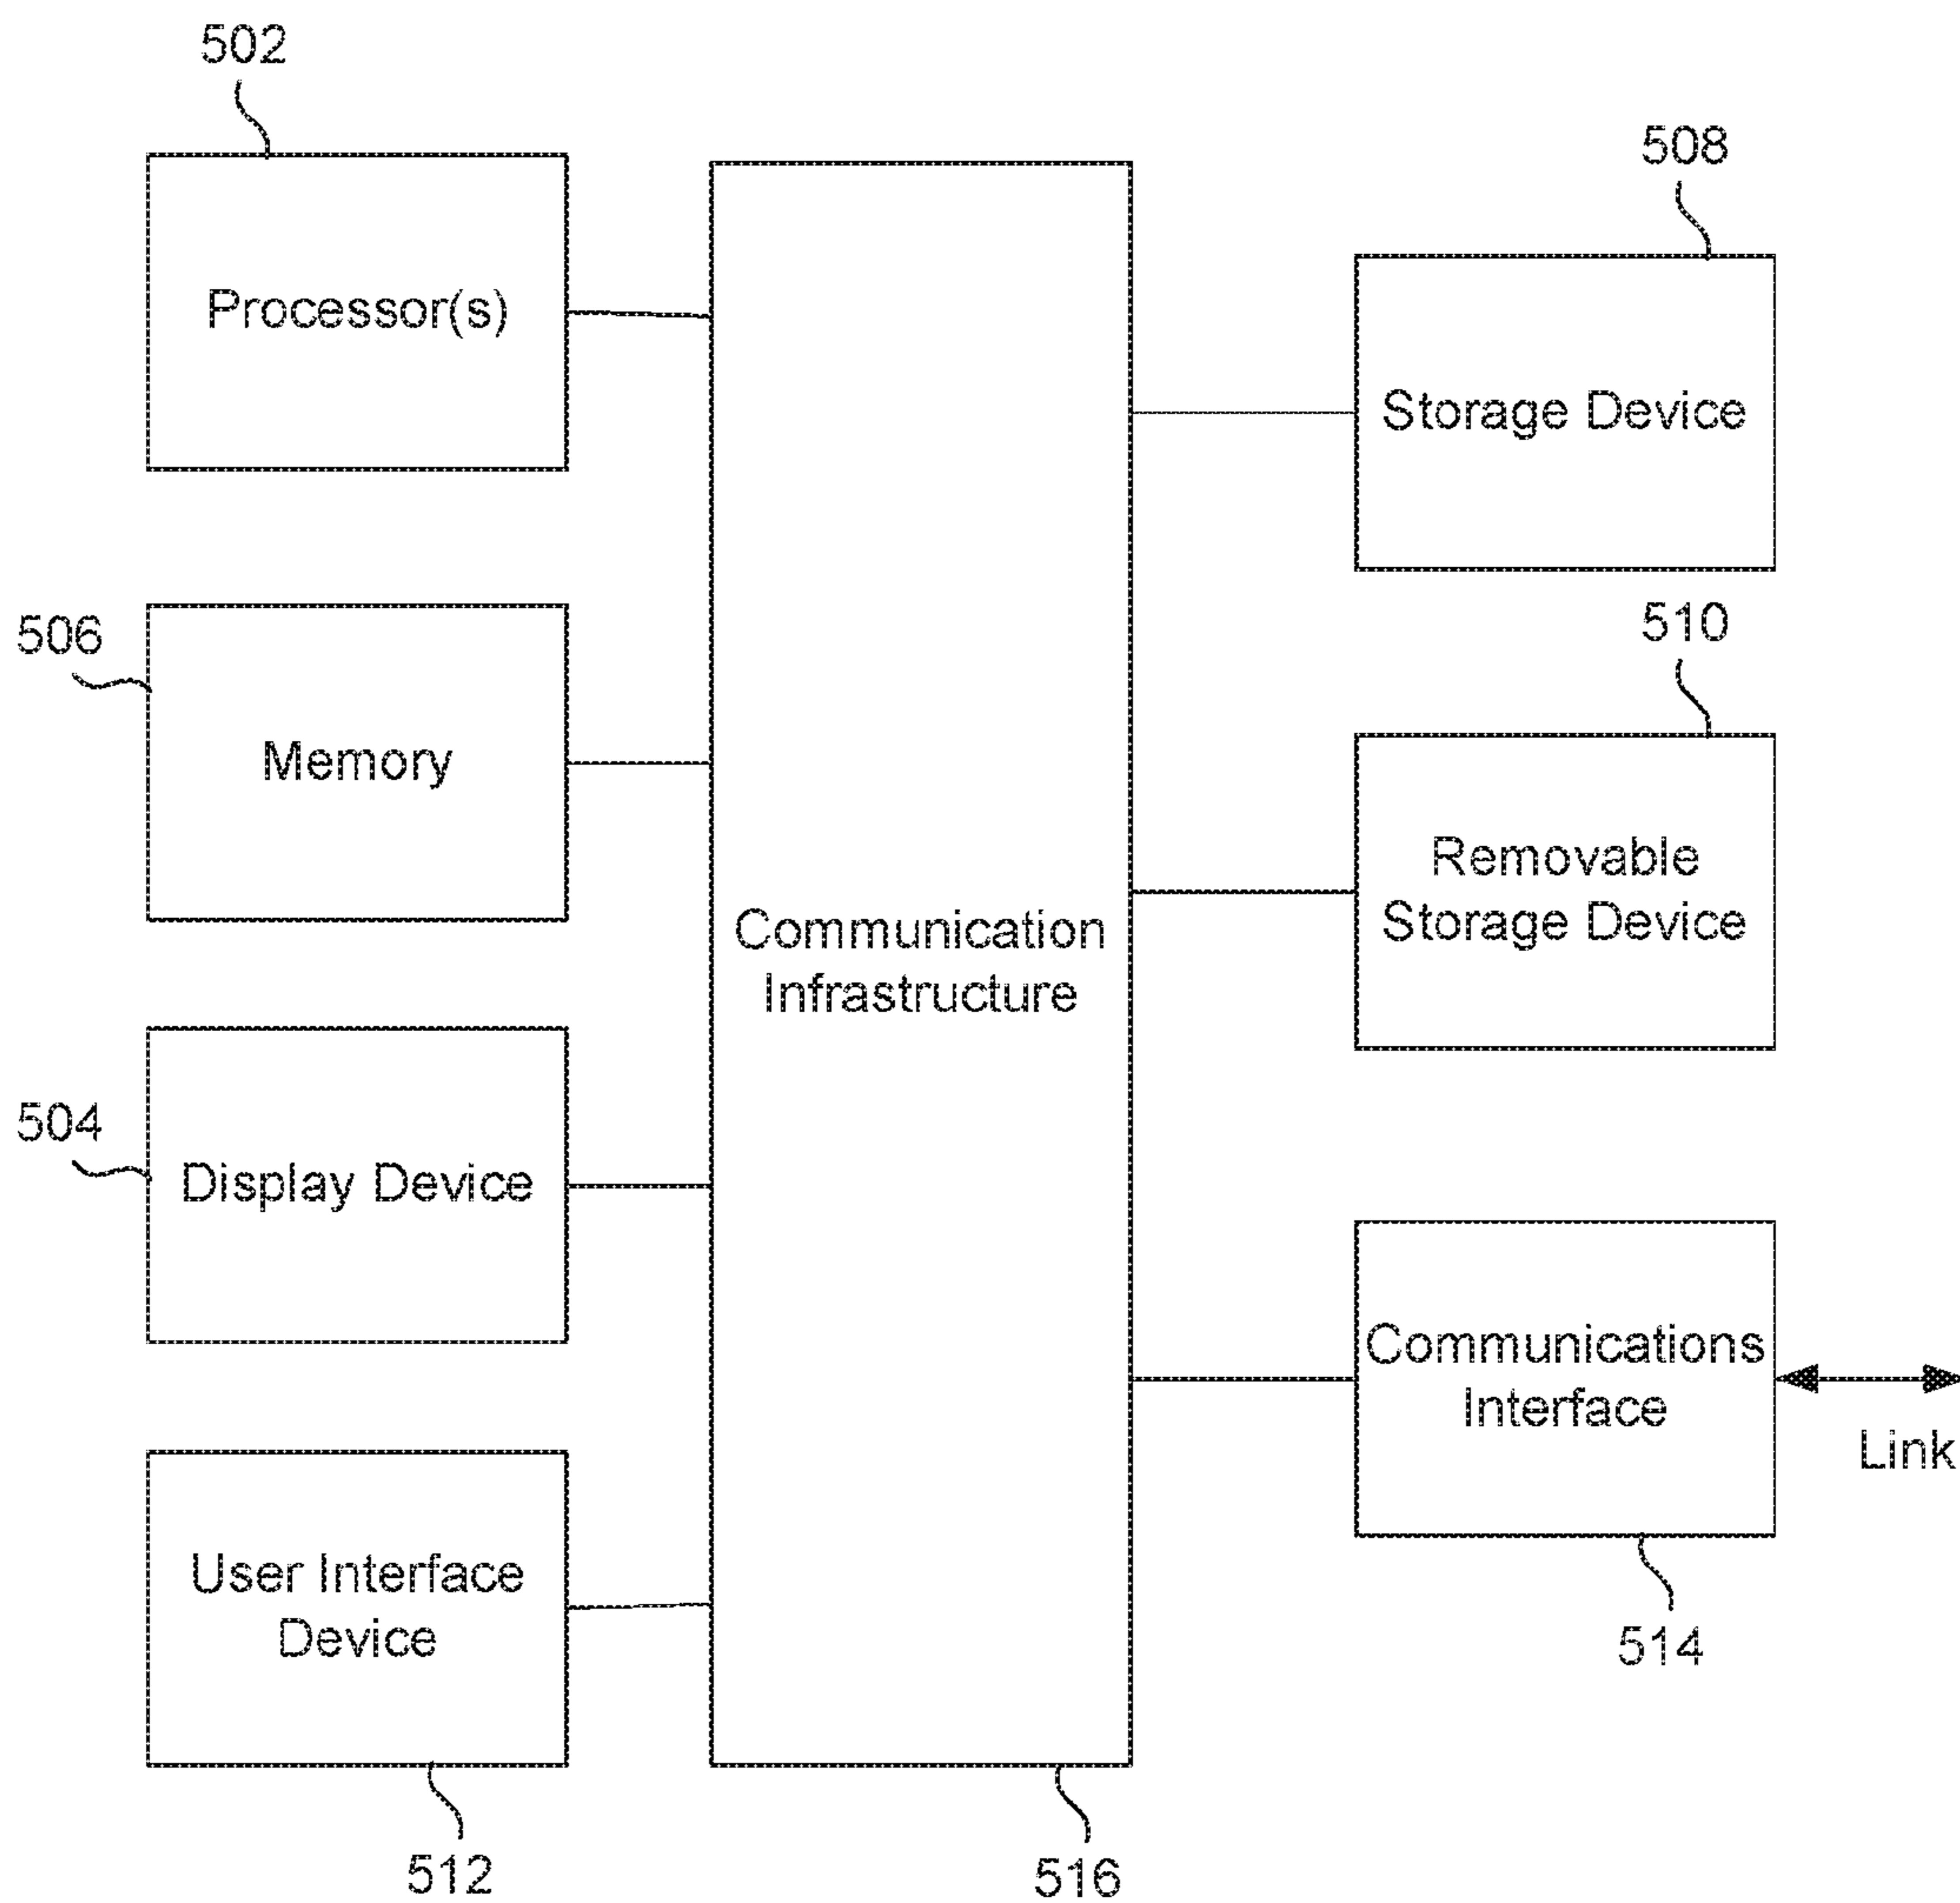 502
Processor(s)
506
Memory
504
Display Device
User Interface
Device
512
Communication
Infrastructure
516
508
Storage Device
510
Removable
Storage Device
Communications
Interface
Link
514